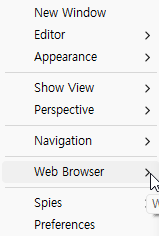 New Window
Editor
Appearance
Show View
Perspective
Navigation
Web Browser
W
Spies
Preferences